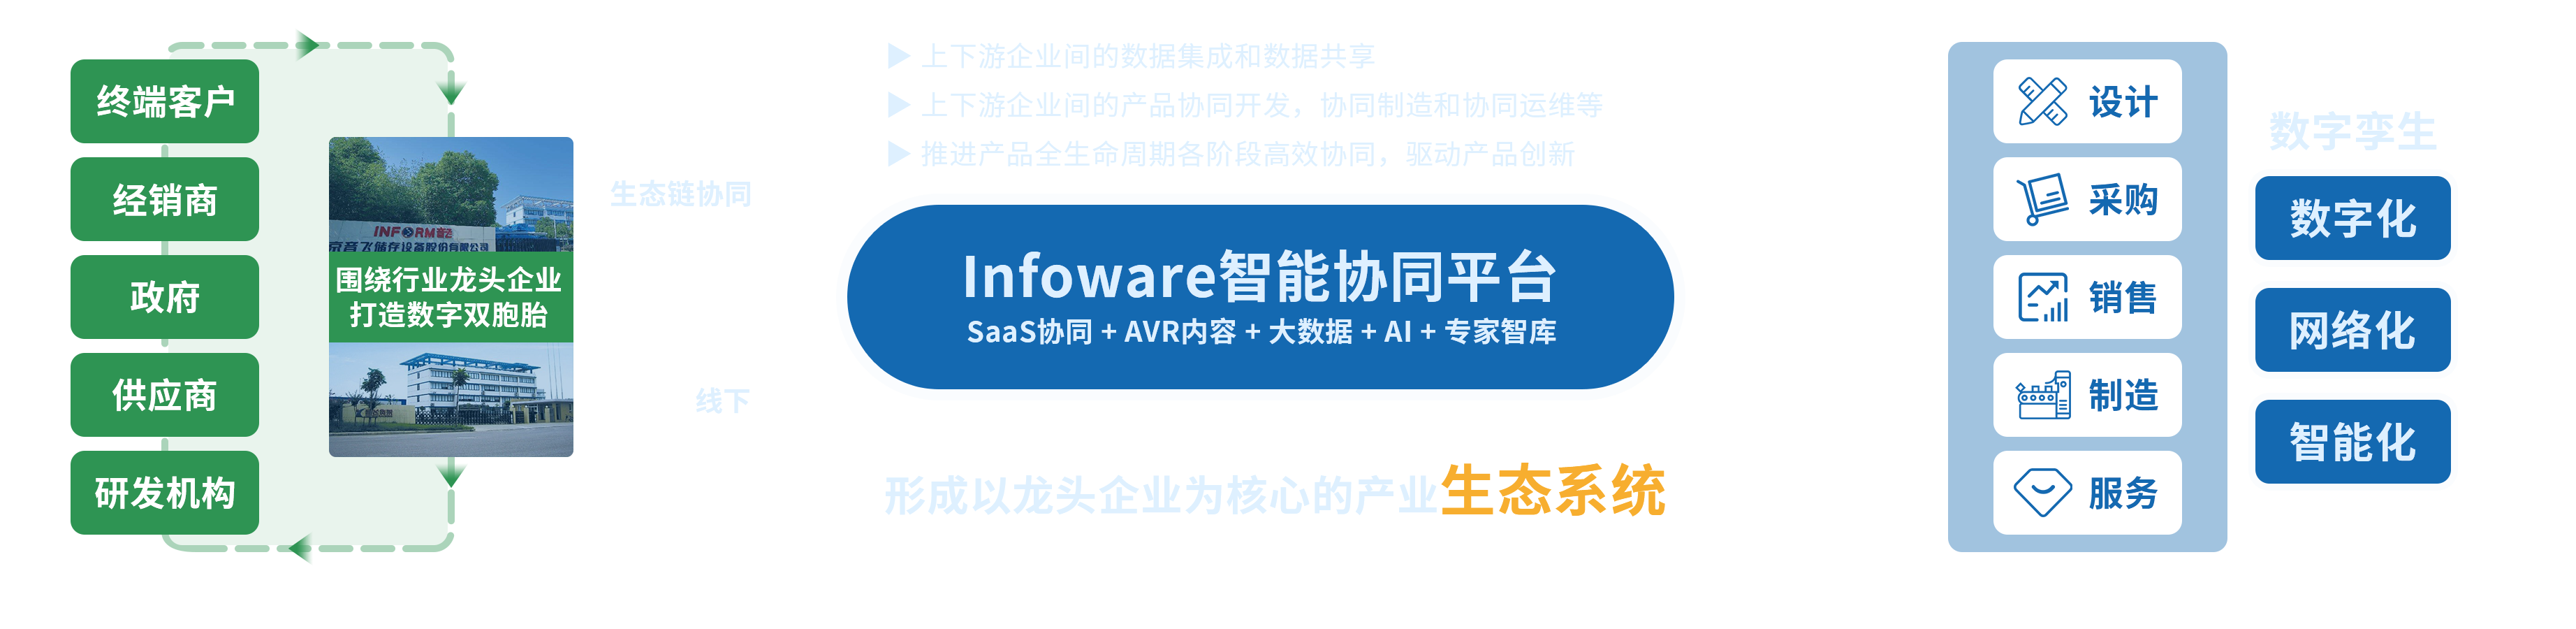 终端客户
经销商
政府
供应商
研发机构
INFORM音飞
京音飞储存设备股份有限公司
围绕行业龙头企业
打造数字双胞胎
生态链协同
线下
▶ 上下游企业间的数据集成和数据共享
▶ 上下游企业间的产品协同开发，协同制造和协同运维等
▶ 推进产品全生命周期各阶段高效协同，驱动产品创新
Infoware智能协同平台
SaaS协同 + AVR内容 + 大数据 + AI + 专家智库
形成以龙头企业为核心的产业生态系统
设计
采购
销售
制造
服务
数字孪生
数字化
网络化
智能化